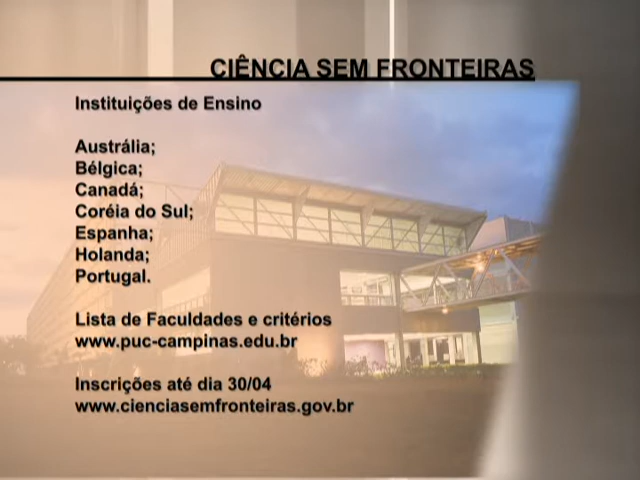 CIÊNCIA SEM FRONTEIRAS
Instituições de Ensino
Austrália;
Bélgica;
Canadá;
Coréia do Sul;
Espanha;
Holanda;
Portugal.
Lista de Faculdades e critérios
www.puc-campinas.edu.br
Inscrições até dia 30/04
www.cienciasemfronteiras.gov.br